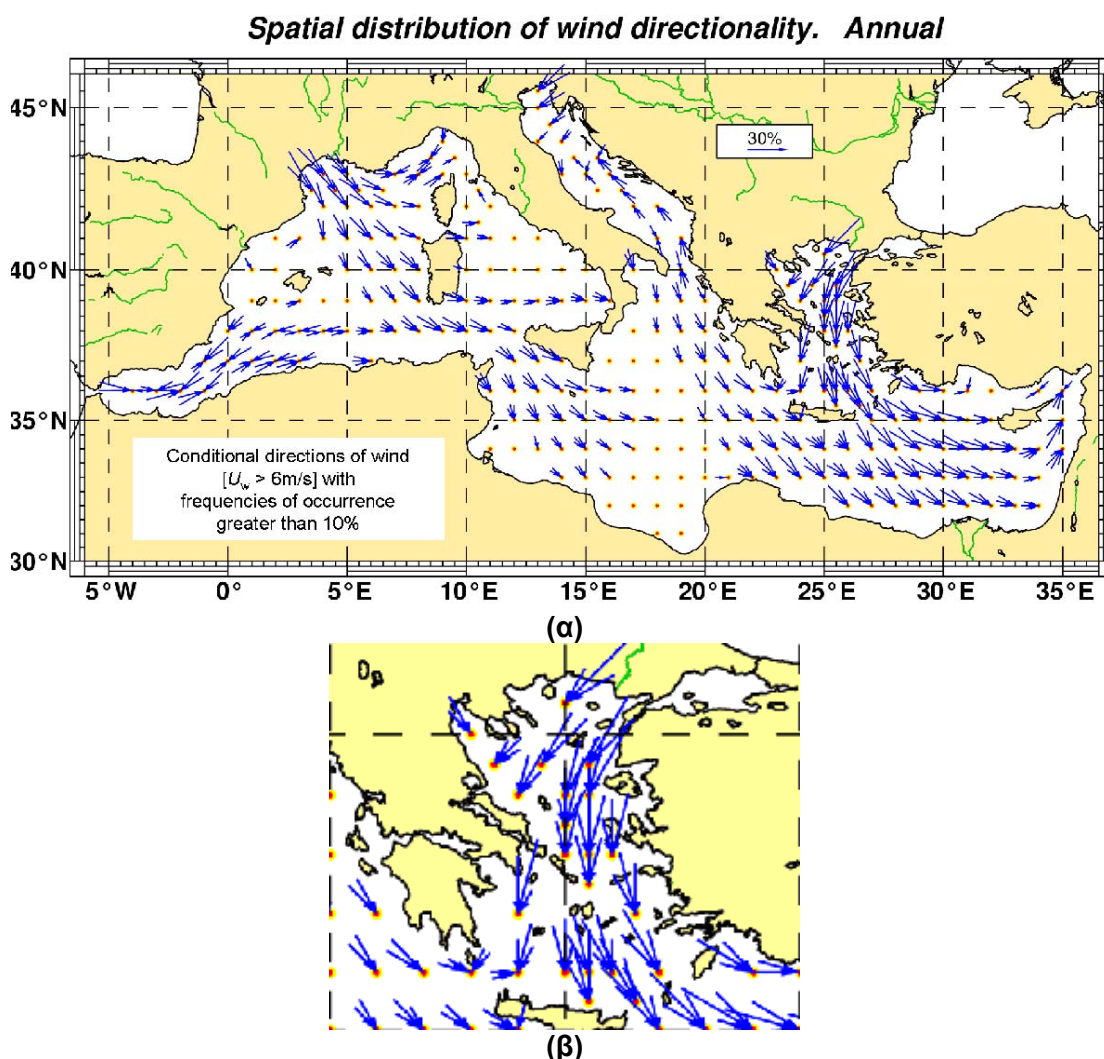 Spatial distribution of wind directionality. Annual
45°N
30%
40°N
35°N
Conditional directions of wind
[Uw > 6m/s] with
frequencies of occurrence
greater than 10%
30°N
5°W 0° 5°E 10°E 15°E 20°E 25°E 30°E 35°E
(α)
(β)